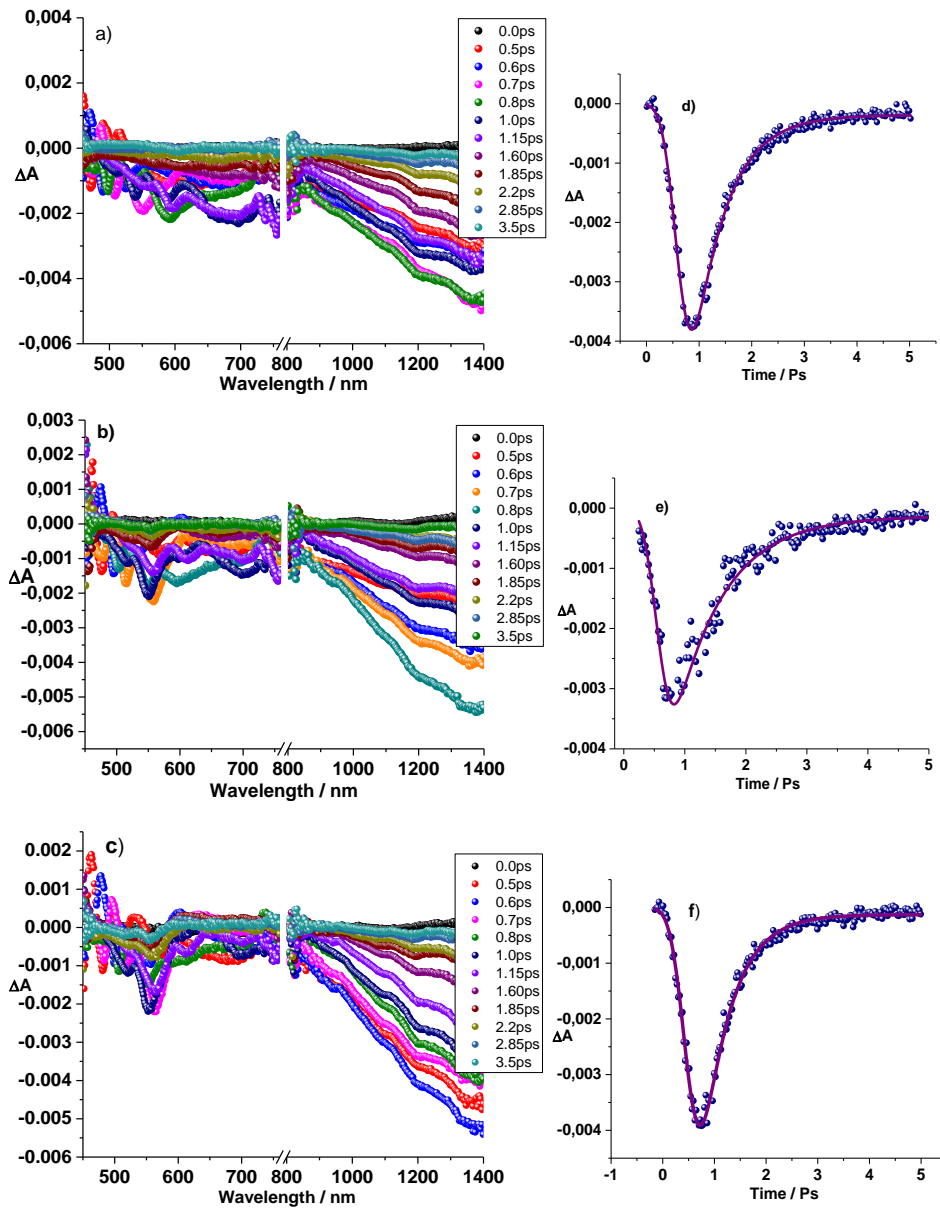 a)
0,004
0,002
0,000
-0,002
-0,004
-0,006
ΔA
500 600 700 800 1000 1200 1400
Wavelength / nm
0.0ps
0.5ps
0.6ps
0.7ps
0.8ps
1.0ps
1.15ps
1.60ps
1.85ps
2.2ps
2.85ps
3.5ps
d)
0,000
-0,001
-0,002
-0,003
-0,004
ΔA
0 1 2 3 4 5
Time / Ps
b)
0,003
0,002
0,001
0,000
-0,001
-0,002
-0,003
-0,004
-0,005
-0,006
ΔA
500 600 700 800 1000 1200 1400
Wavelength / nm
0.0ps
0.5ps
0.6ps
0.7ps
0.8ps
1.0ps
1.15ps
1.60ps
1.85ps
2.2ps
2.85ps
3.5ps
e)
0,000
-0,001
-0,002
-0,003
-0,004
ΔA
0 1 2 3 4 5
Time / Ps
c)
0.002
0.001
0.000
-0.001
-0.002
-0.003
-0.004
-0.005
-0.006
ΔA
500 600 700 800 1000 1200 1400
Wavelength / nm
0.0ps
0.5ps
0.6ps
0.7ps
0.8ps
1.0ps
1.15ps
1.60ps
1.85ps
2.2ps
2.85ps
3.5ps
f)
0,000
-0,001
-0,002
-0,003
-0,004
ΔA
-1 0 1 2 3 4 5
Time / Ps